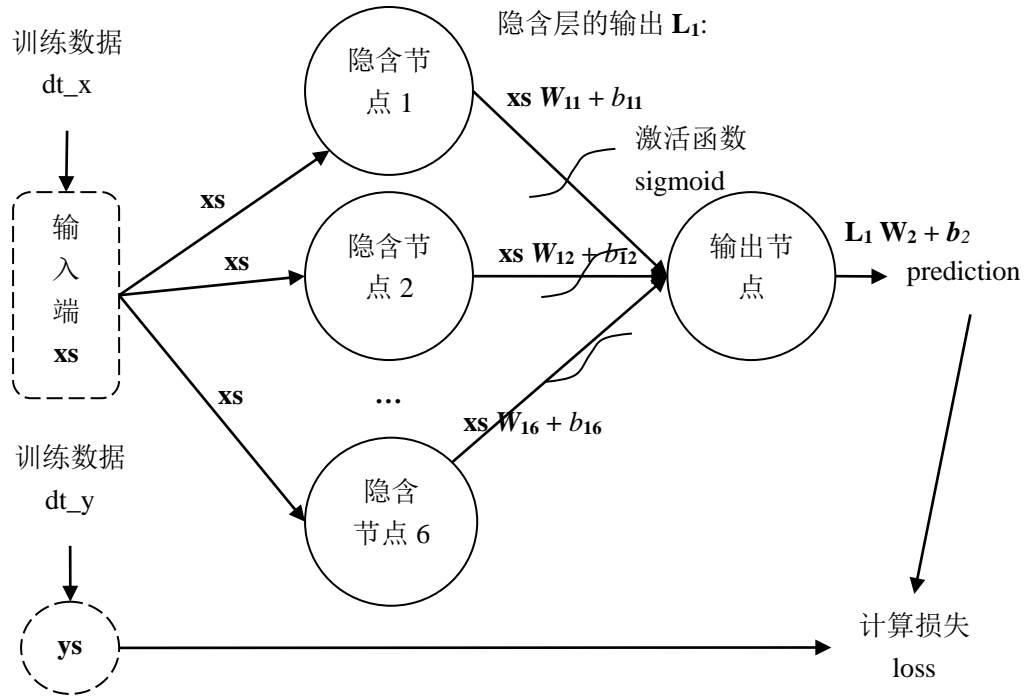 隐含层的输出 L₁:
训练数据
dt_x
隐含节
点 1
xs W₁₁ + b₁₁
激活函数
sigmoid
xs
输
入
端
xs
xs
隐含节
点 2
xs W₁₂ + b₁₂
输出节
点
L₁ W₂ + b₂
prediction
xs
...
xs W₁₆ + b₁₆
训练数据
dt_y
隐含
节点 6
ys
计算损失
loss